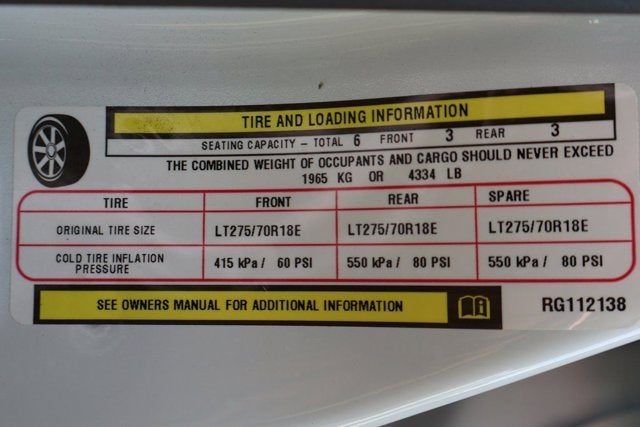 TIRE AND LOADING INFORMATION
SEATING CAPACITY - TOTAL 6 FRONT 3 REAR 3
THE COMBINED WEIGHT OF OCCUPANTS AND CARGO SHOULD NEVER EXCEED
1965 KG OR 4334 LB
TIRE FRONT REAR SPARE
ORIGINAL TIRE SIZE LT275/70R18E LT275/70R18E LT275/70R18E
COLD TIRE INFLATION PRESSURE 415 kPa / 60 PSI 550 kPa / 80 PSI 550 kPa / 80 PSI
SEE OWNERS MANUAL FOR ADDITIONAL INFORMATION RG112138